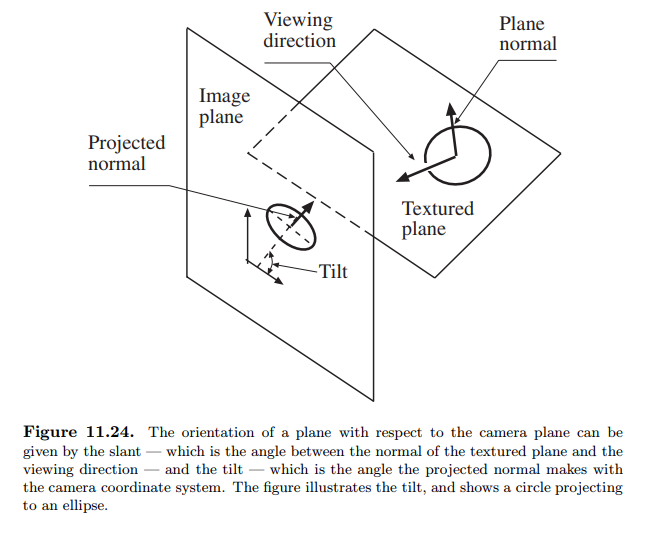 Viewing
direction
Plane
normal
Image
plane
Projected
normal
Textured
plane
Tilt
Figure 11.24. The orientation of a plane with respect to the camera plane can be
given by the slant — which is the angle between the normal of the textured plane and the
viewing direction — and the tilt — which is the angle the projected normal makes with
the camera coordinate system. The figure illustrates the tilt, and shows a circle projecting
to an ellipse.